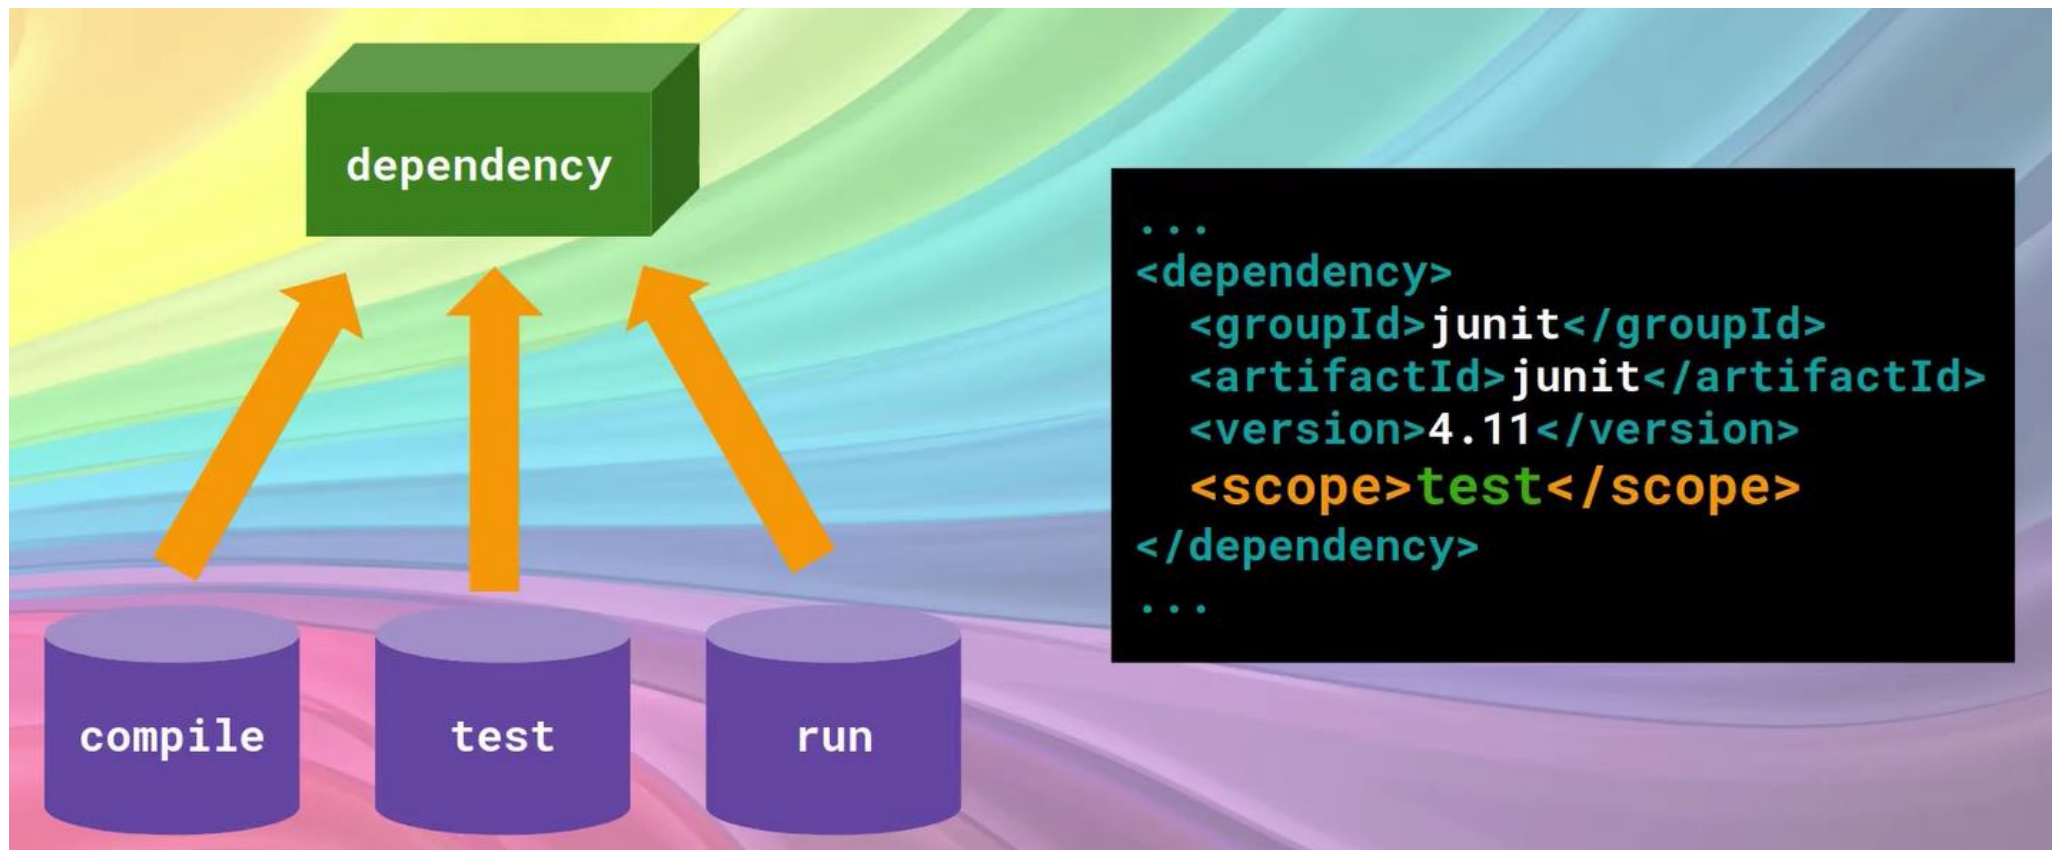 dependency
compile
test
run
...
<dependency>
<groupId>junit</groupId>
<artifactId>junit</artifactId>
<version>4.11</version>
<scope>test</scope>
</dependency>
...